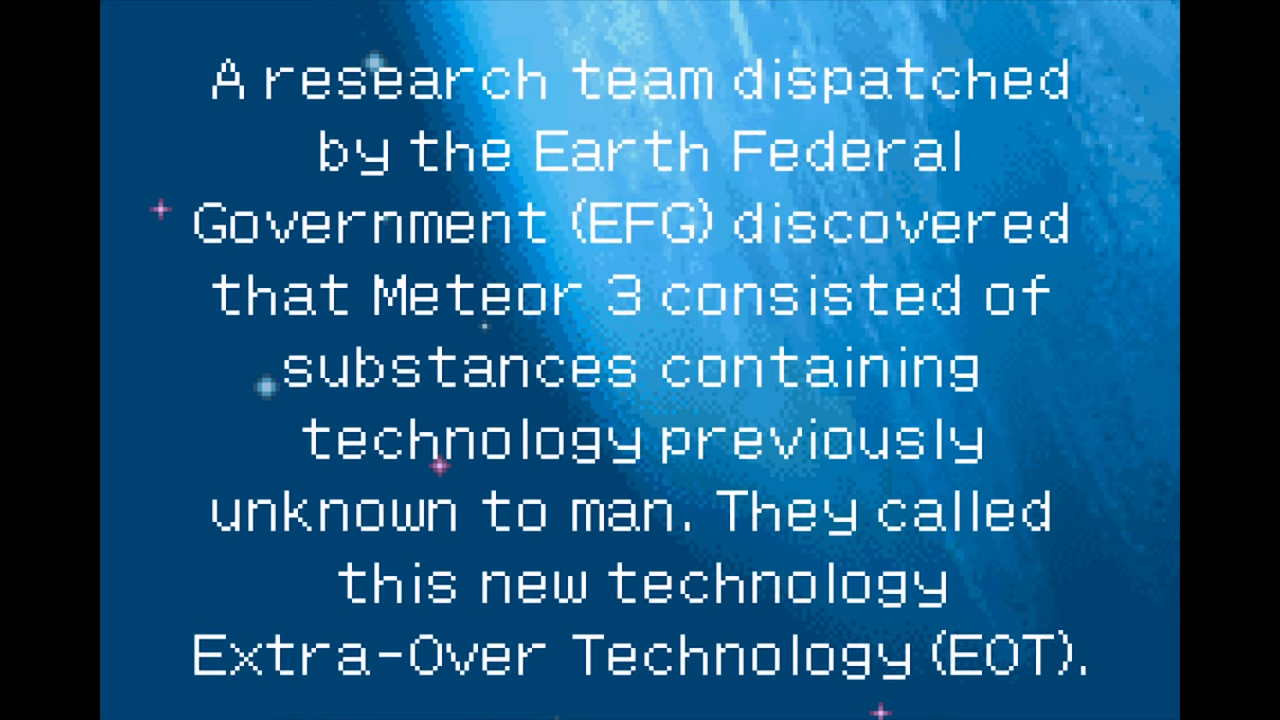 A research team dispatched
by the Earth Federal
Government (EFG) discovered
that Meteor 3 consisted of
substances containing
technology previously
unknown to man. They called
this new technology
Extra-Over Technology (EOT).